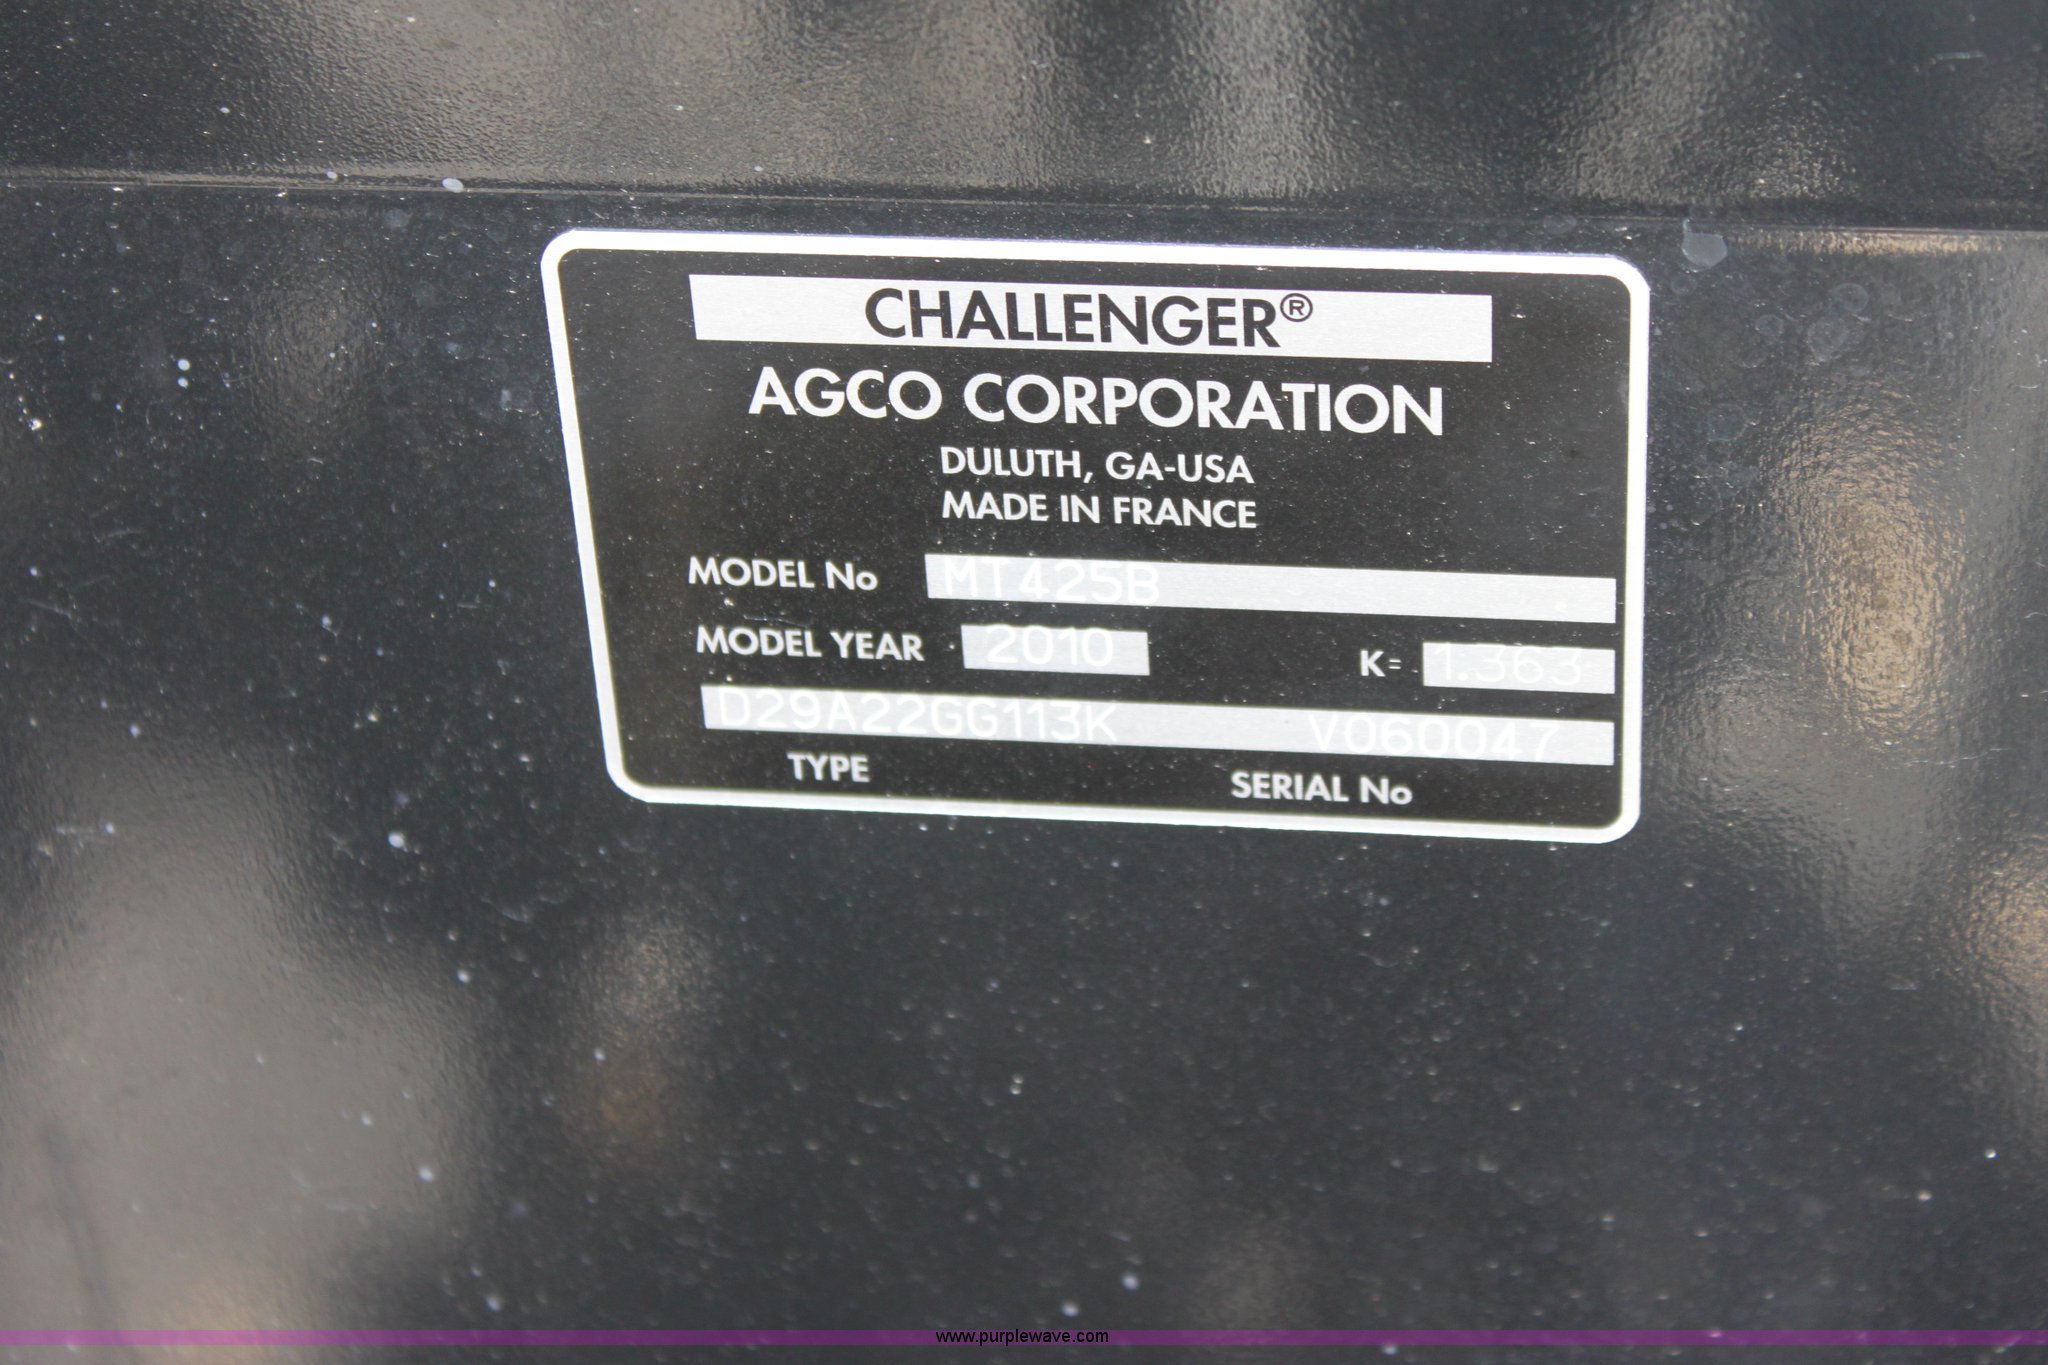 CHALLENGER®
AGCO CORPORATION
DULUTH, GA-USA
MADE IN FRANCE
MODEL No MT425B
MODEL YEAR 2010 K= 1.363
D29A22GG113K V060047
TYPE SERIAL No
www.purplewave.com